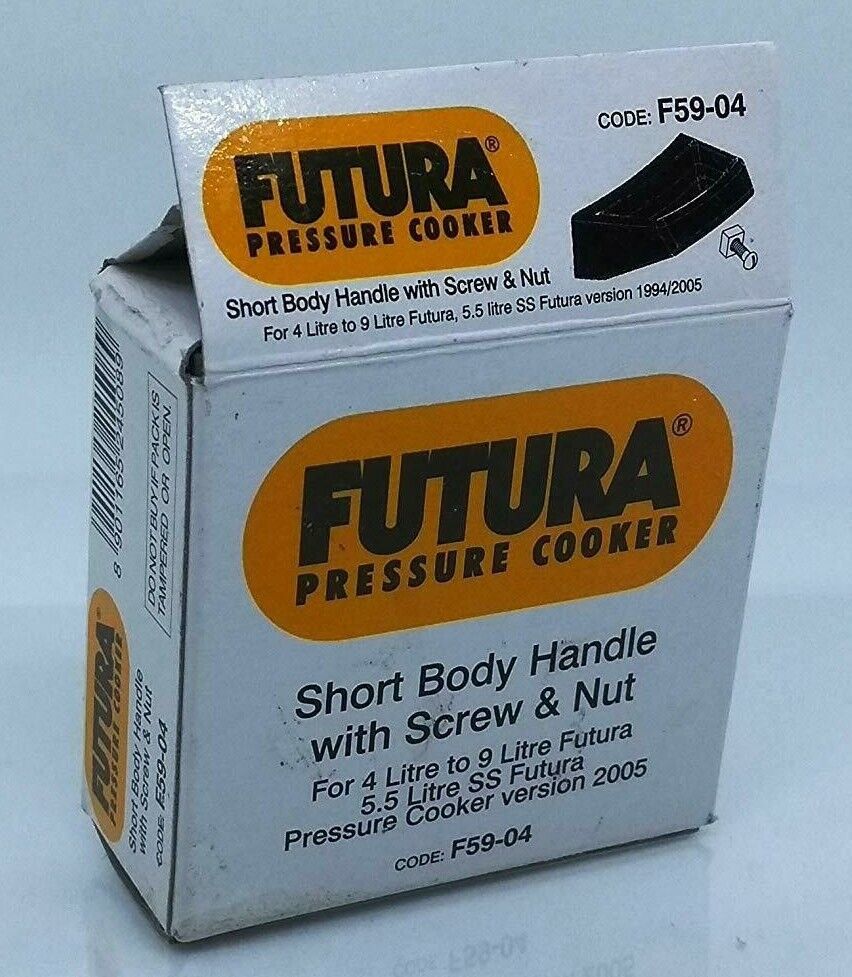 FUTURA®
PRESSURE COOKER
CODE: F59-04
Short Body Handle with Screw & Nut
For 4 Litre to 9 Litre Futura, 5.5 litre SS Futura version 1994/2005
FUTURA®
PRESSURE COOKER
Short Body Handle
with Screw & Nut
For 4 Litre to 9 Litre Futura
5.5 Litre SS Futura
Pressure Cooker version 2005
CODE: F59-04
8 901165 245089
DO NOT BUY IF PACK IS
TAMPERED OR OPEN.
FUTURA®
PRESSURE COOKER
Short Body Handle
with Screw & Nut
CODE: F59-04